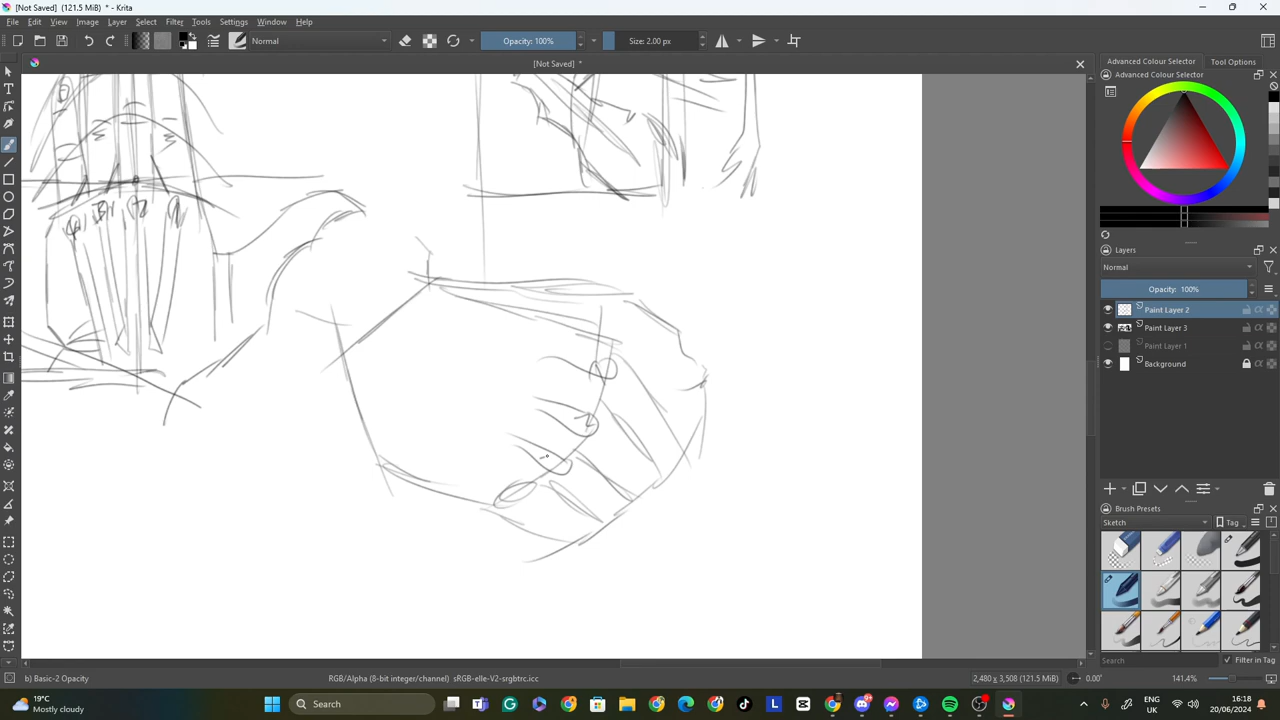 [Not Saved] (121.5 MiB) * - Krita
File Edit View Image Layer Select Filter Tools Settings Window Help
Normal Opacity: 100% Size: 2.00 px
[Not Saved] *
Advanced Colour Selector Tool Options
Advanced Colour Selector
Layers
Normal
Opacity: 100%
Paint Layer 2
Paint Layer 3
Paint Layer 1
Background
Brush Presets
Sketch Tag
Search Filter in Tag
b) Basic-2 Opacity RGB/Alpha (8-bit integer/channel) sRGB-elle-V2-srgbtrc.icc 2,480 x 3,508 (121.5 MiB) 0.00° 141.4%
19°C
Mostly cloudy
Search
ENG
UK
16:18
20/06/2024